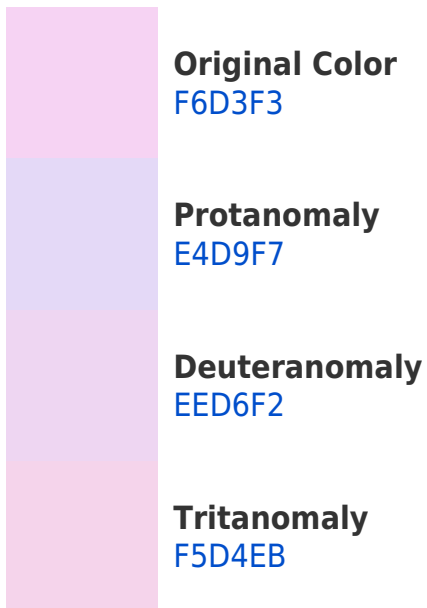 Original Color
F6D3F3
Protanomaly
E4D9F7
Deuteranomaly
EED6F2
Tritanomaly
F5D4EB